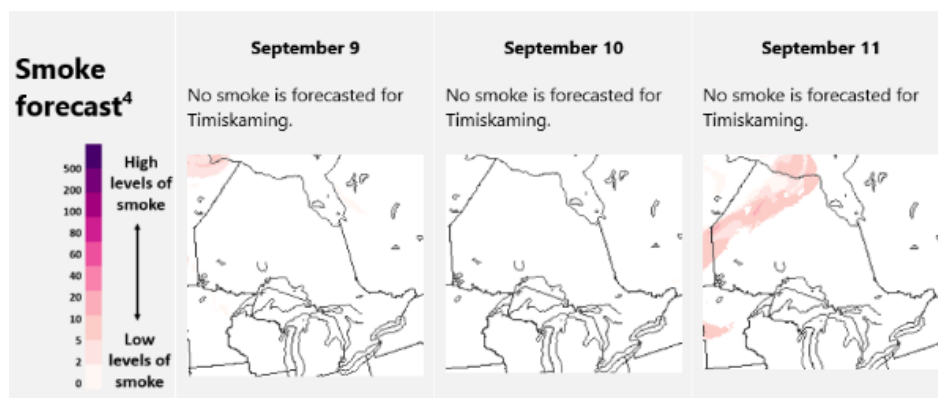 Smoke
forecast⁴
500
200
100
80
60
40
20
10
5
2
0
High
levels of
smoke
Low
levels of
smoke
September 9
No smoke is forecasted for
Timiskaming.
September 10
No smoke is forecasted for
Timiskaming.
September 11
No smoke is forecasted for
Timiskaming.